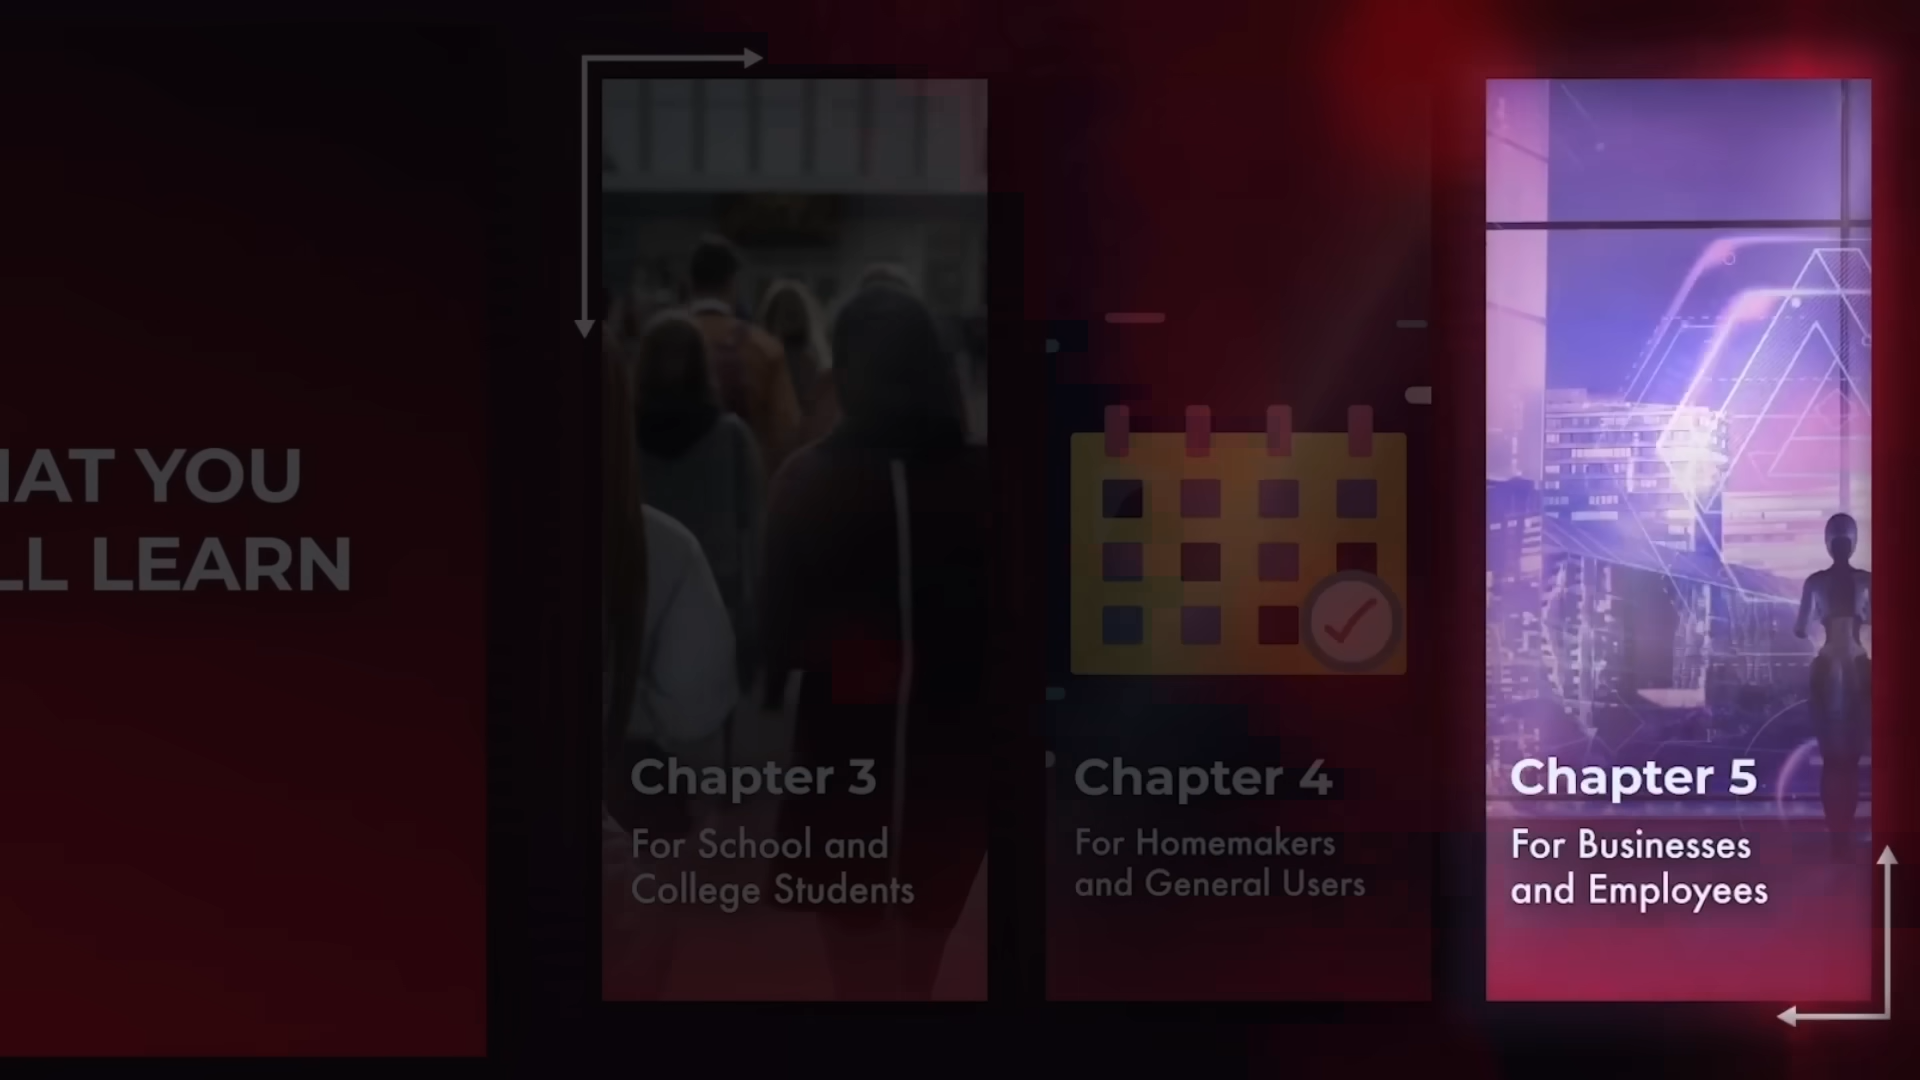 HAT YOU
LL LEARN
Chapter 3
For School and
College Students
Chapter 4
For Homemakers
and General Users
Chapter 5
For Businesses
and Employees